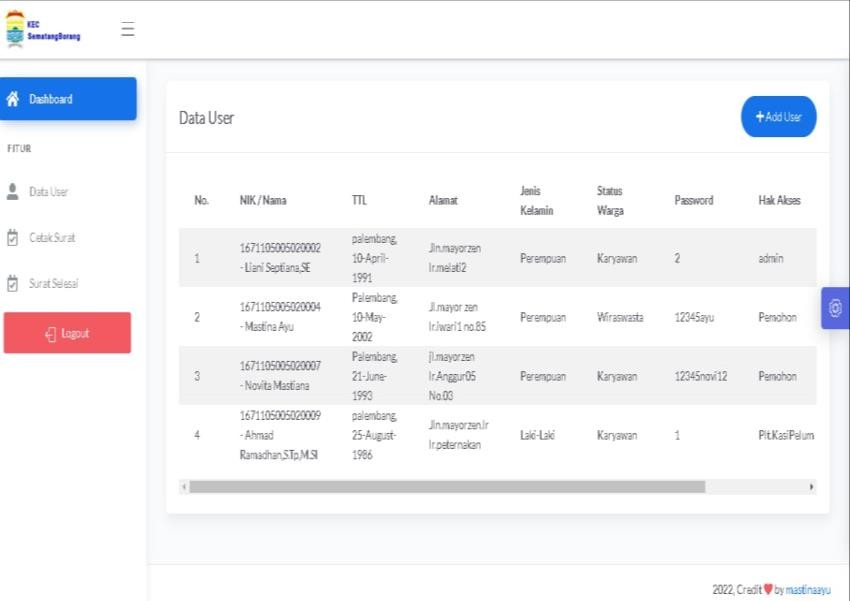 KEC
SematangBorang
Dashboard
FITUR
Data User
Cetak Surat
Surat Selesai
Logout
Data User
+Add User
No.
NIK / Nama
TTL
Alamat
Jenis
Kelamin
Status
Warga
Password
Hak Akses
1
1671105005020002
- Liani Septiana,SE
palembang,
10-April-
1991
Jln.mayorzen
lr.melati2
Perempuan
Karyawan
2
admin
2
1671105005020004
- Mastina Ayu
Palembang,
10-May-
2002
Jl.mayor zen
lr.iwari1 no.85
Perempuan
Wiraswasta
12345ayu
Pemohon
3
1671105005020007
- Novita Mastiana
Palembang,
21-June-
1993
jl.mayorzen
lr.Anggur05
No.03
Perempuan
Karyawan
12345novi12
Pemohon
4
1671105005020009
- Ahmad
Ramadhan,S.Tp,M.SI
palembang,
25-August-
1986
Jln.mayorzen.lr
lr.peternakan
Laki-Laki
Karyawan
1
Plt.KasiPelum
2022, Credit ❤ by mastinaayu